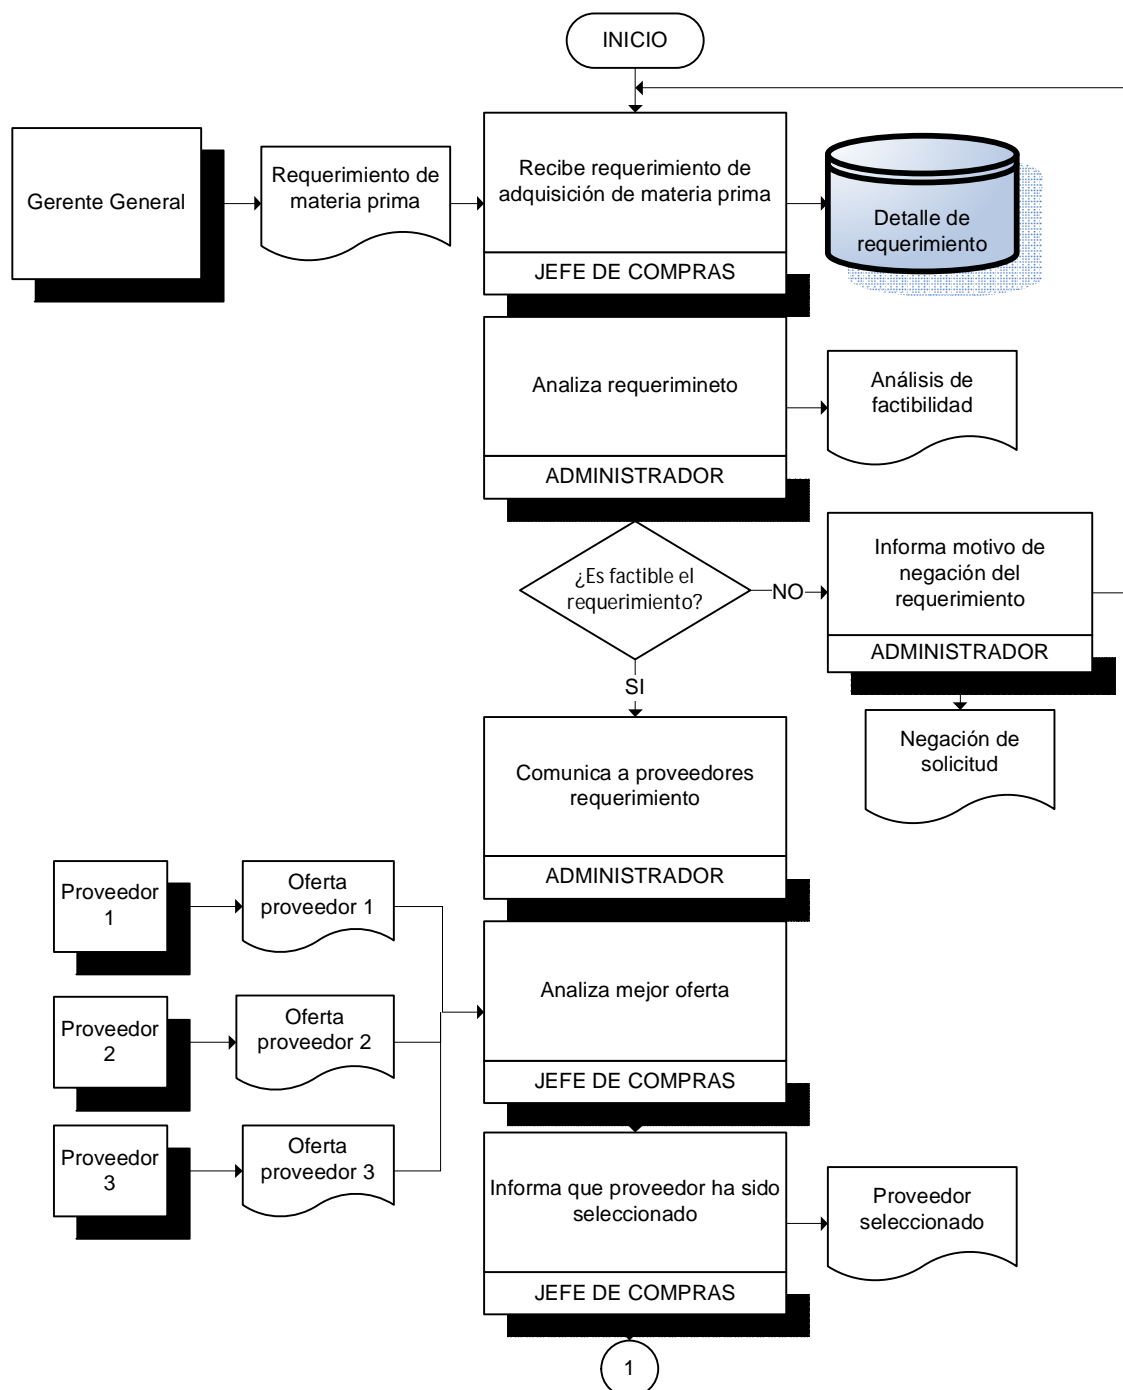 INICIO
Gerente General
Requerimiento de
materia prima
Recibe requerimiento de
adquisición de materia prima
JEFE DE COMPRAS
Detalle de
requerimiento
Analiza requerimineto
ADMINISTRADOR
Análisis de
factibilidad
¿Es factible el
requerimiento?
NO
Informa motivo de
negación del
requerimiento
ADMINISTRADOR
SI
Negación de
solicitud
Comunica a proveedores
requerimiento
ADMINISTRADOR
Proveedor
1
Oferta
proveedor 1
Proveedor
2
Oferta
proveedor 2
Proveedor
3
Oferta
proveedor 3
Analiza mejor oferta
JEFE DE COMPRAS
Informa que proveedor ha sido
seleccionado
JEFE DE COMPRAS
Proveedor
seleccionado
1